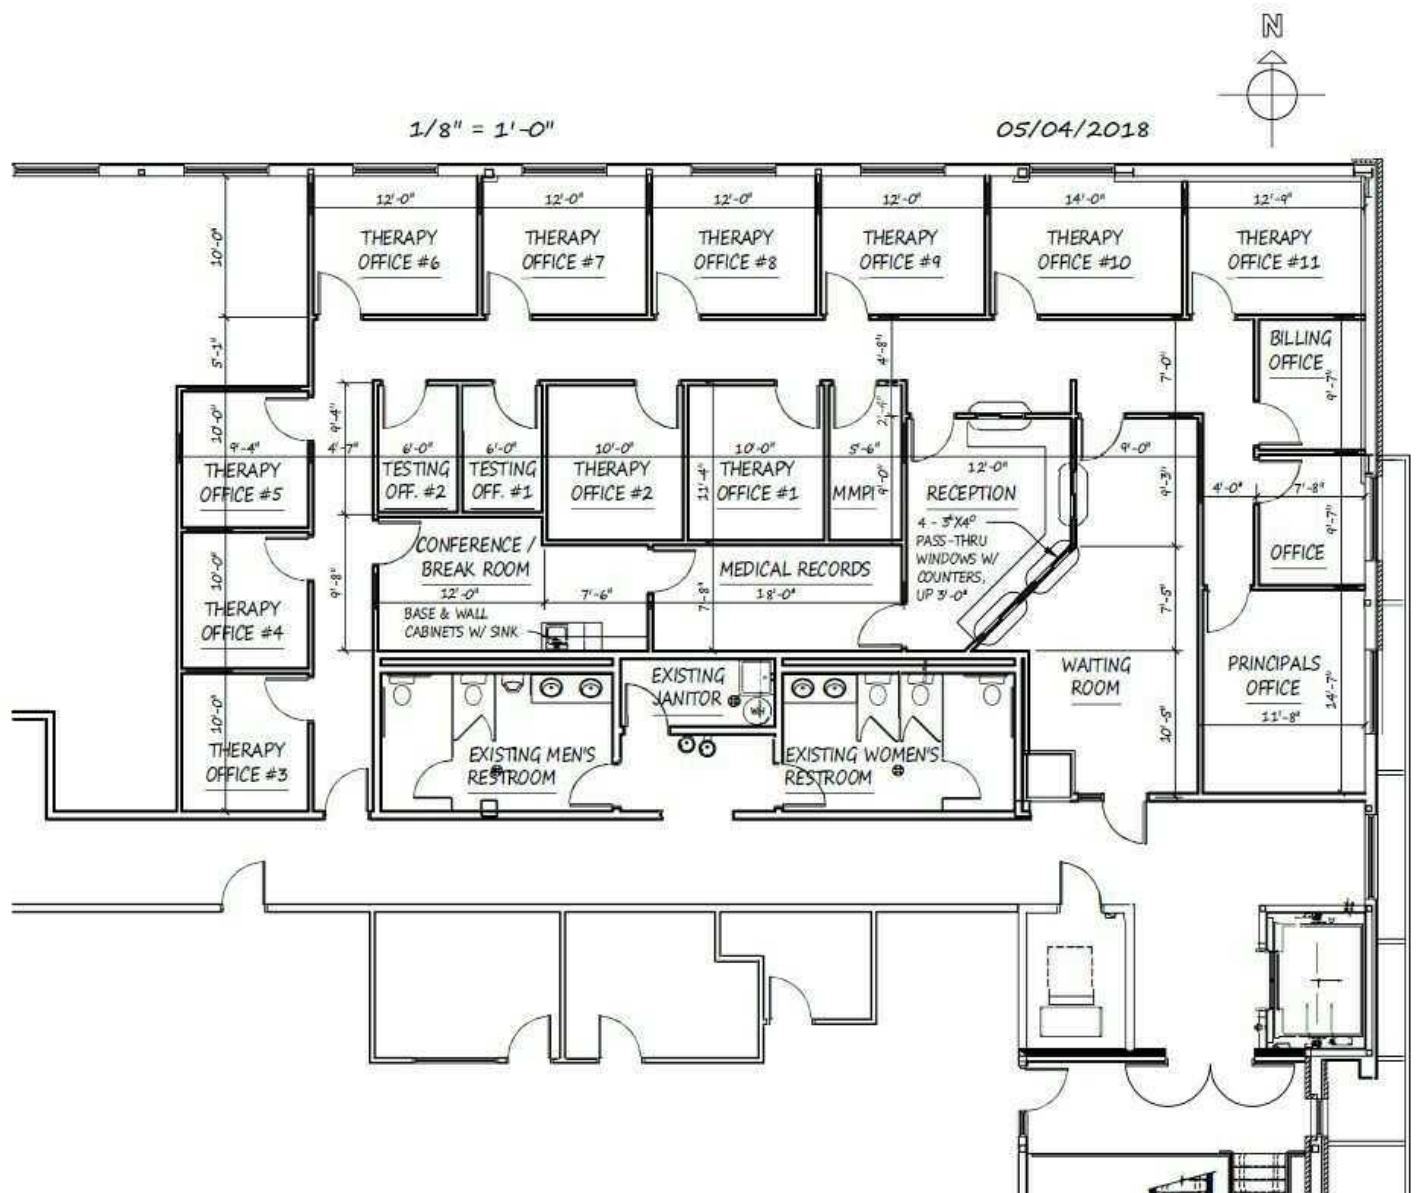 N
1/8" = 1'-0"
05/04/2018
12'-0"
12'-0"
12'-0"
12'-0"
14'-0"
12'-9"
10'-0"
THERAPY
OFFICE #6
THERAPY
OFFICE #7
THERAPY
OFFICE #8
THERAPY
OFFICE #9
THERAPY
OFFICE #10
THERAPY
OFFICE #11
5'-1"
4'-8"
7'-0"
BILLING
OFFICE
9'-7"
10'-0"
9'-4"
THERAPY
OFFICE #5
4'-7"
9'-4"
6'-0"
TESTING
OFF. #2
6'-0"
TESTING
OFF. #1
10'-0"
THERAPY
OFFICE #2
11'-4"
10'-0"
THERAPY
OFFICE #1
5'-6"
MMPI
2'-4"
9'-0"
12'-0"
RECEPTION
4 - 3⁶X4⁰
PASS-THRU
WINDOWS W/
COUNTERS,
UP 3'-0"
9'-0"
9'-3"
4'-0"
7'-8"
9'-7"
OFFICE
10'-0"
THERAPY
OFFICE #4
9'-8"
CONFERENCE /
BREAK ROOM
12'-0"
7'-6"
BASE & WALL
CABINETS W/ SINK
MEDICAL RECORDS
7'-8"
18'-0"
7'-5"
10'-0"
THERAPY
OFFICE #3
EXISTING MEN'S
RESTROOM
EXISTING
JANITOR
WH
EXISTING WOMEN'S
RESTROOM
WAITING
ROOM
10'-5"
PRINCIPALS
OFFICE
11'-8"
14'-7"